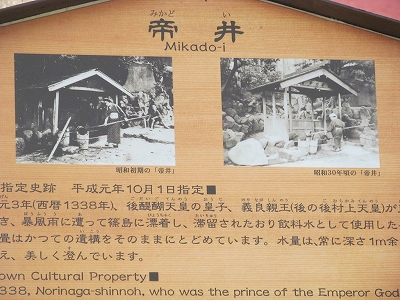 みかど い
帝井
Mikado-i
昭和初期の「帝井」
昭和30年頃の「帝井」
指定史跡 平成元年10月1日指定■
元3年(西暦1338年)、後醍醐天皇の皇子、義良親王(後の後村上天皇)が
き、暴風雨に遭って篠島に漂着し、滞留されたおり飲料水として使用した
畳はかつての遺構をそのままにとどめています。水量は、常に深さ1m余
え、美しく澄んでいます。
own Cultural Property■
338, Norinaga-shinnoh, who was the prince of the Emperor God